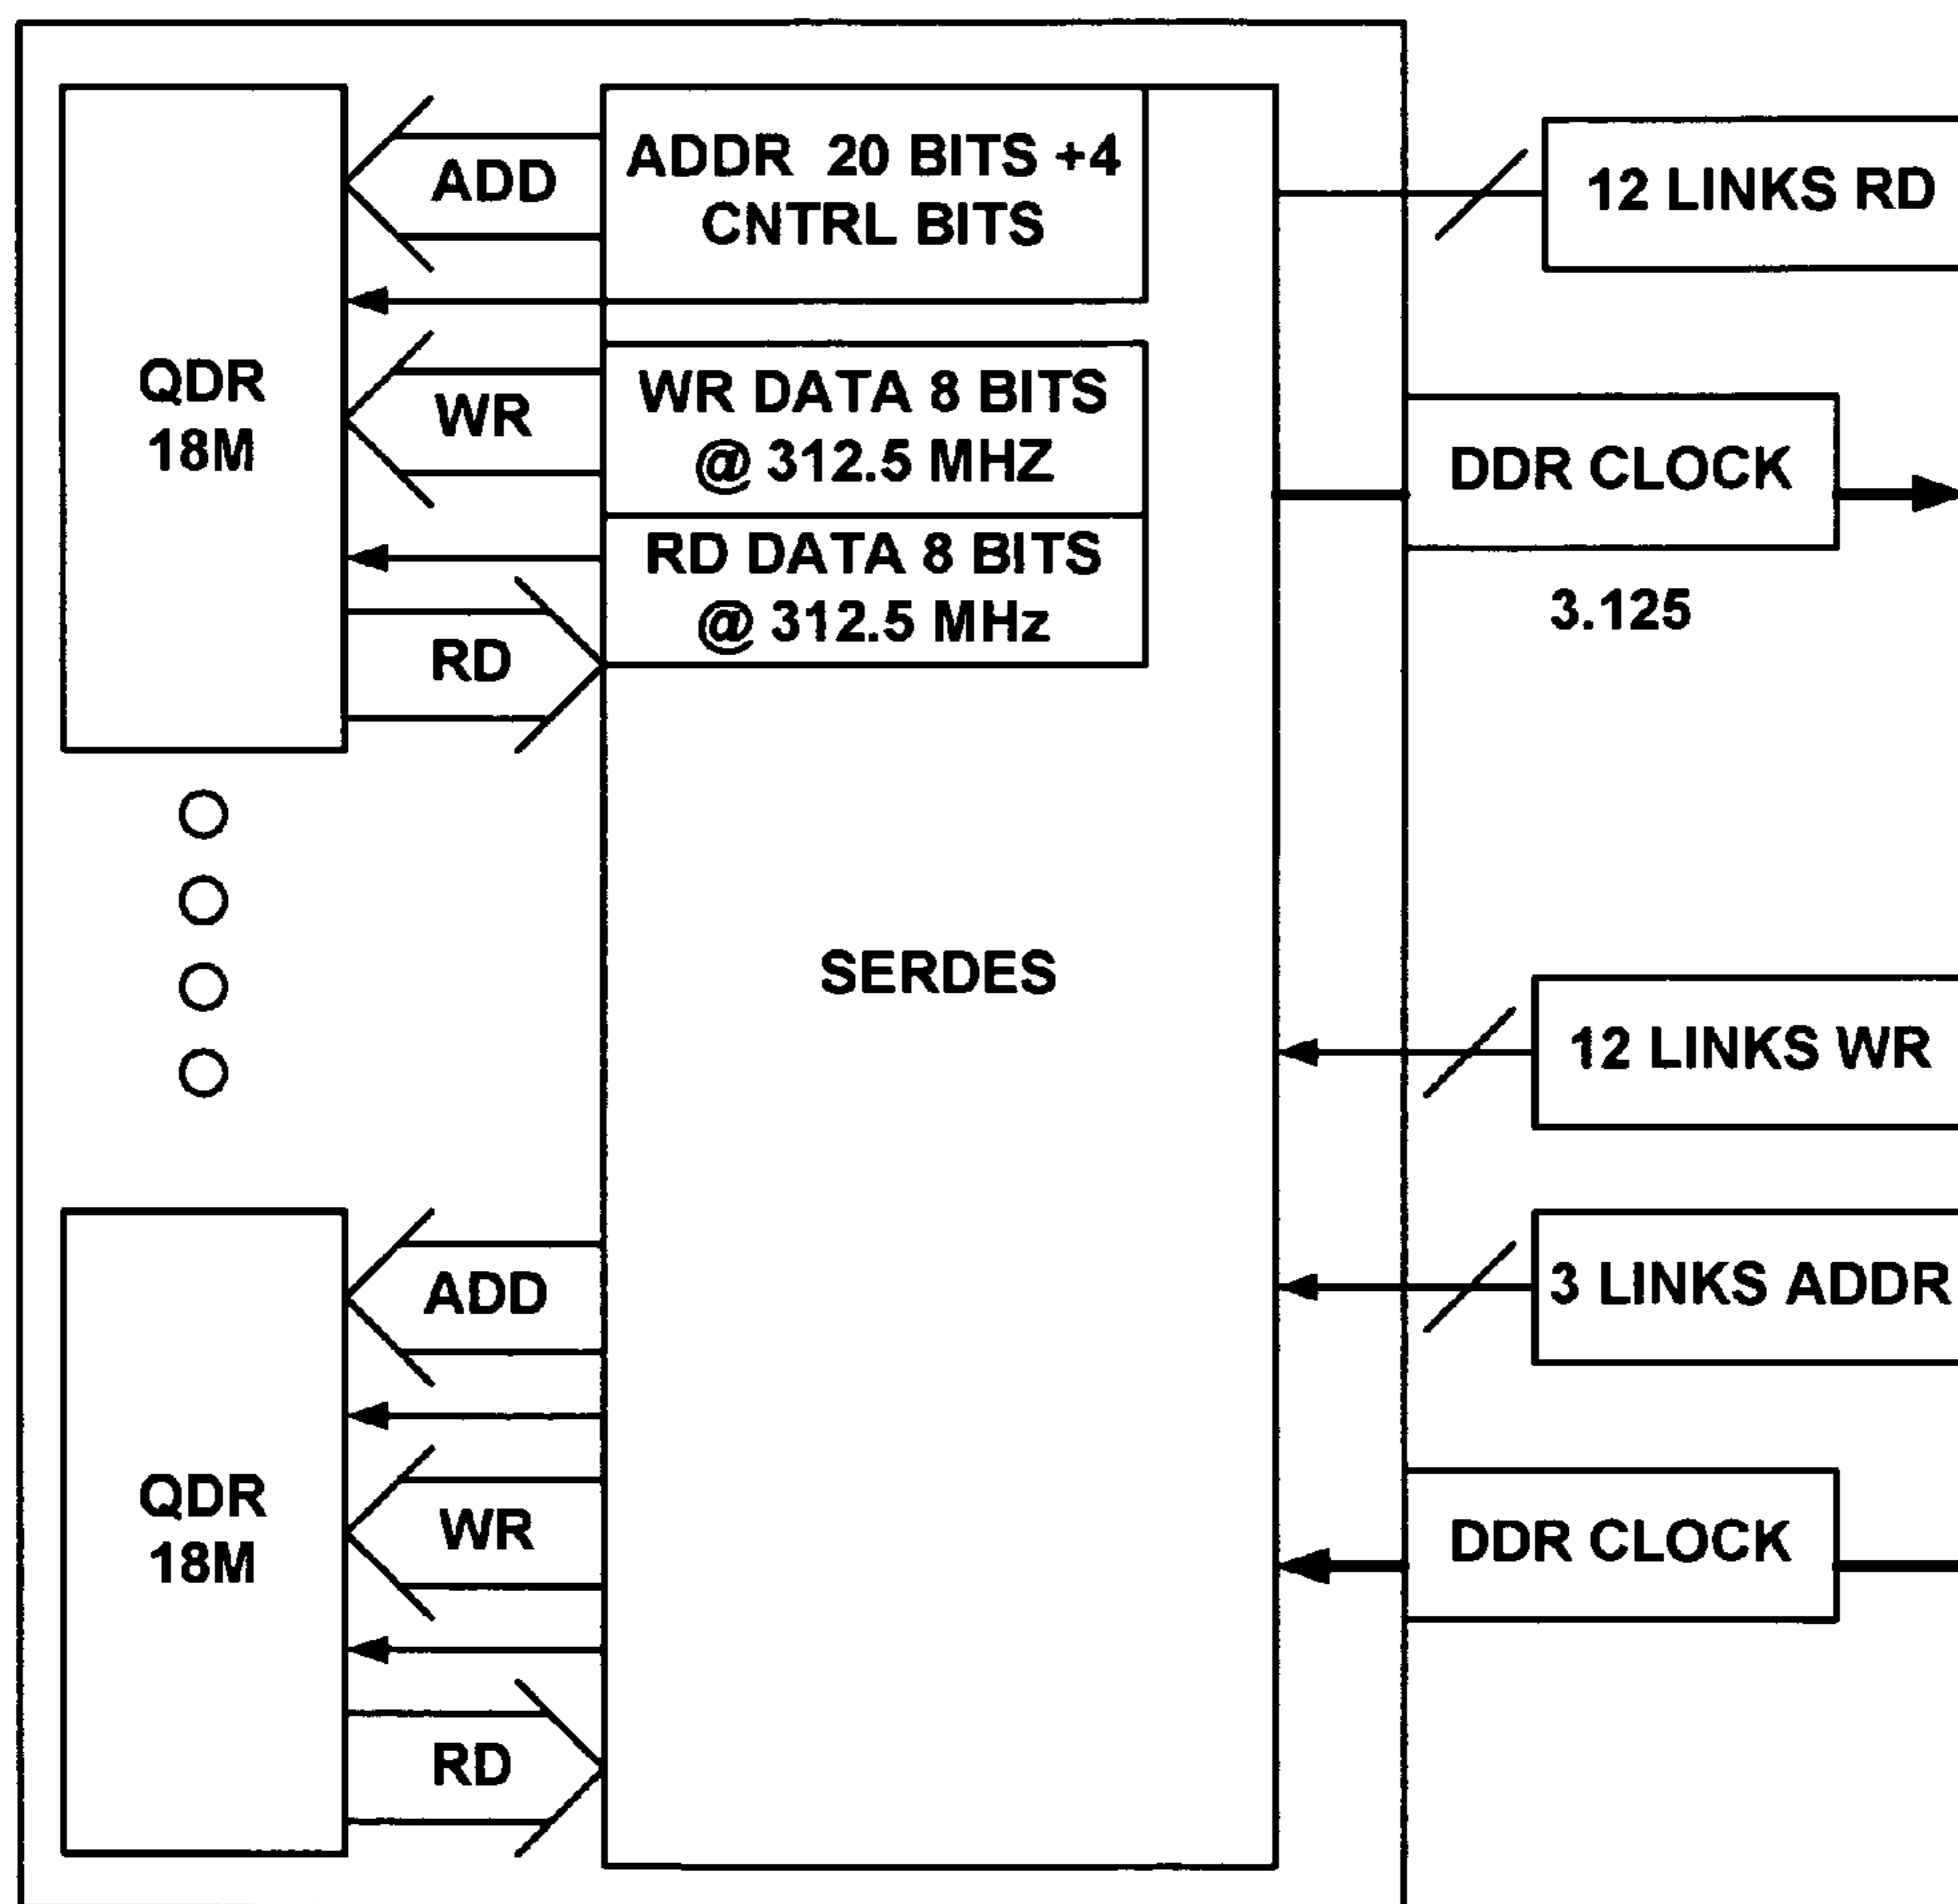 ADD
ADDR 20 BITS +4
CNTRL BITS
12 LINKS RD
QDR
18M
WR
WR DATA 8 BITS
@ 312.5 MHZ
DDR CLOCK
3.125
RD DATA 8 BITS
@ 312.5 MHz
RD
SERDES
12 LINKS WR
ADD
3 LINKS ADDR
QDR
18M
WR
DDR CLOCK
RD